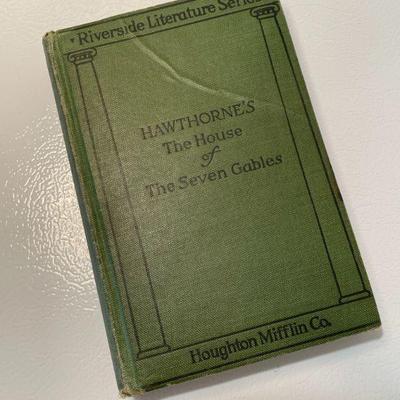 Riverside Literature Series
HAWTHORNE'S
The House
of
The Seven Gables
Houghton Mifflin Co.